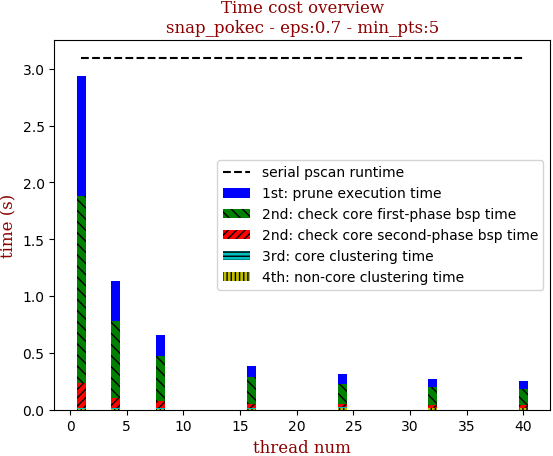 Time cost overview
snap_pokec - eps:0.7 - min_pts:5
time (s)
3.0
2.5
2.0
1.5
1.0
0.5
0.0
serial pscan runtime
1st: prune execution time
2nd: check core first-phase bsp time
2nd: check core second-phase bsp time
3rd: core clustering time
4th: non-core clustering time
0 5 10 15 20 25 30 35 40
thread num